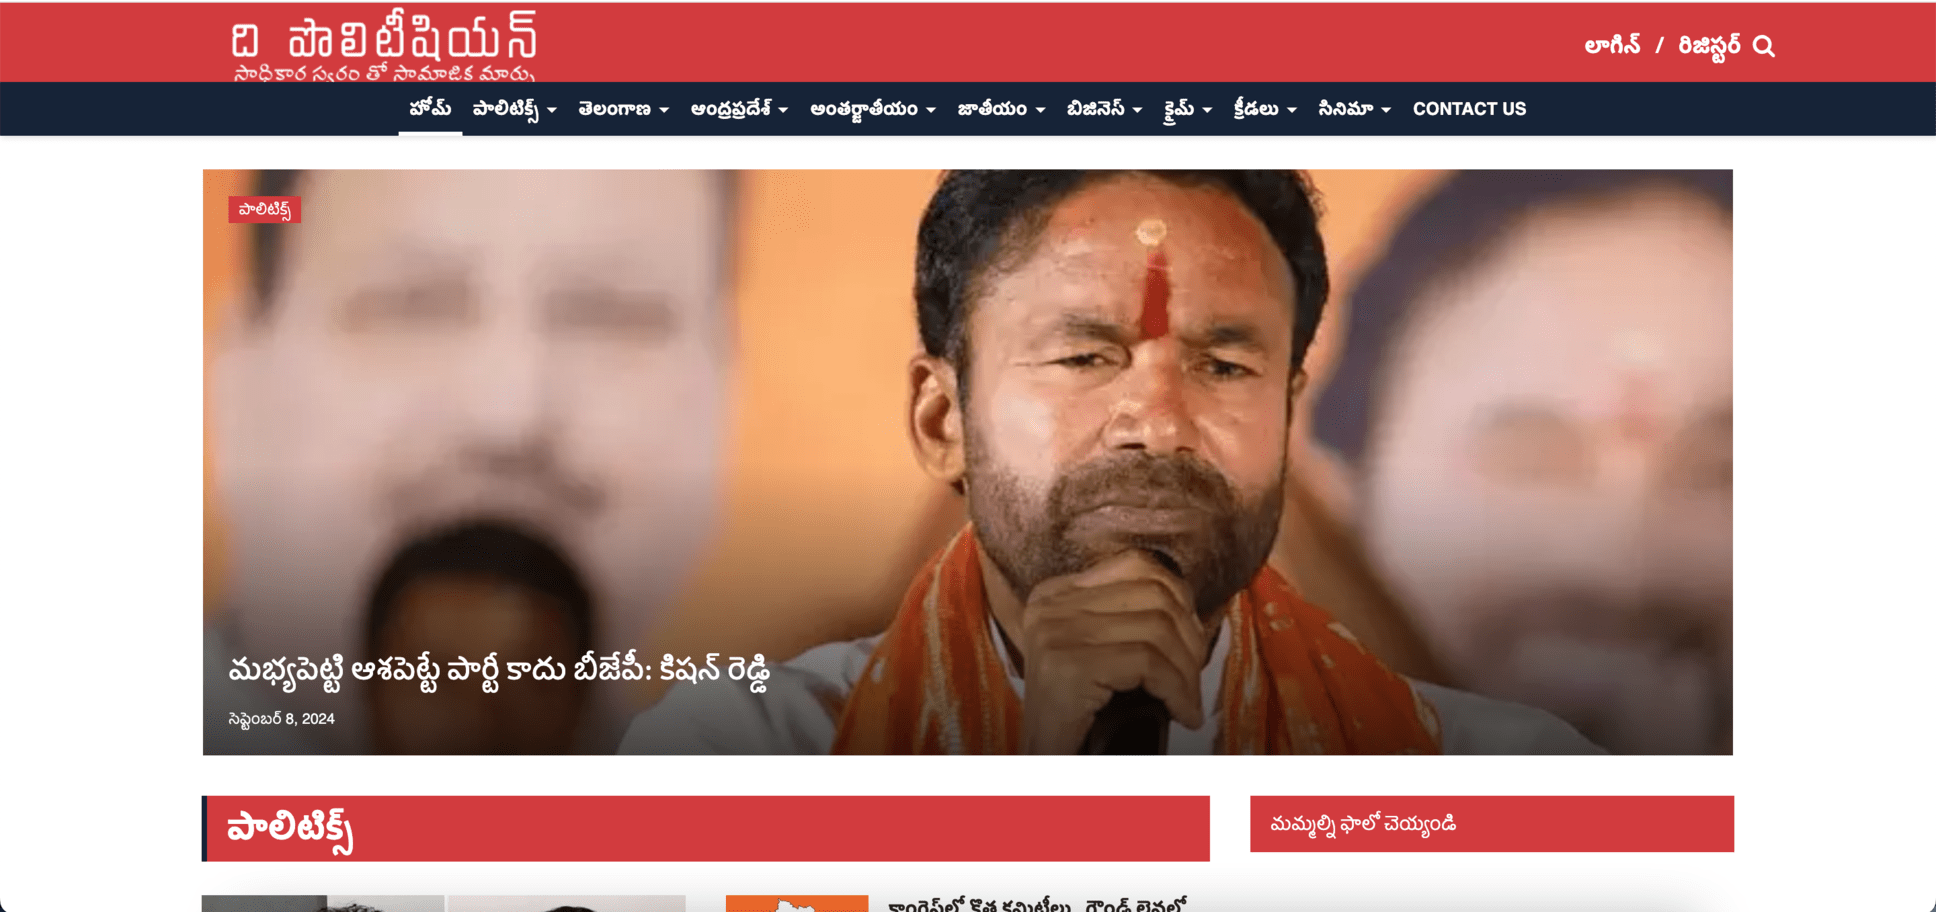 ది పొలిటీషియన్
సాధికార స్వరం తో సామాజిక మార్పు
లాగిన్ / రిజిస్టర్
హోమ్ పాలిటిక్స్ తెలంగాణ ఆంధ్రప్రదేశ్ అంతర్జాతీయం జాతీయం బిజినెస్ క్రైమ్ క్రీడలు సినిమా CONTACT US
పాలిటిక్స్
మభ్యపెట్టి ఆశపెట్టే పార్టీ కాదు బీజేపీ: కిషన్ రెడ్డి
సెప్టెంబర్ 8, 2024
పాలిటిక్స్
మమ్మల్ని ఫాలో చెయ్యండి
కాంగ్రెస్‌లో కొత్త కమిటీలు.. గ్రౌండ్ లెవల్లో